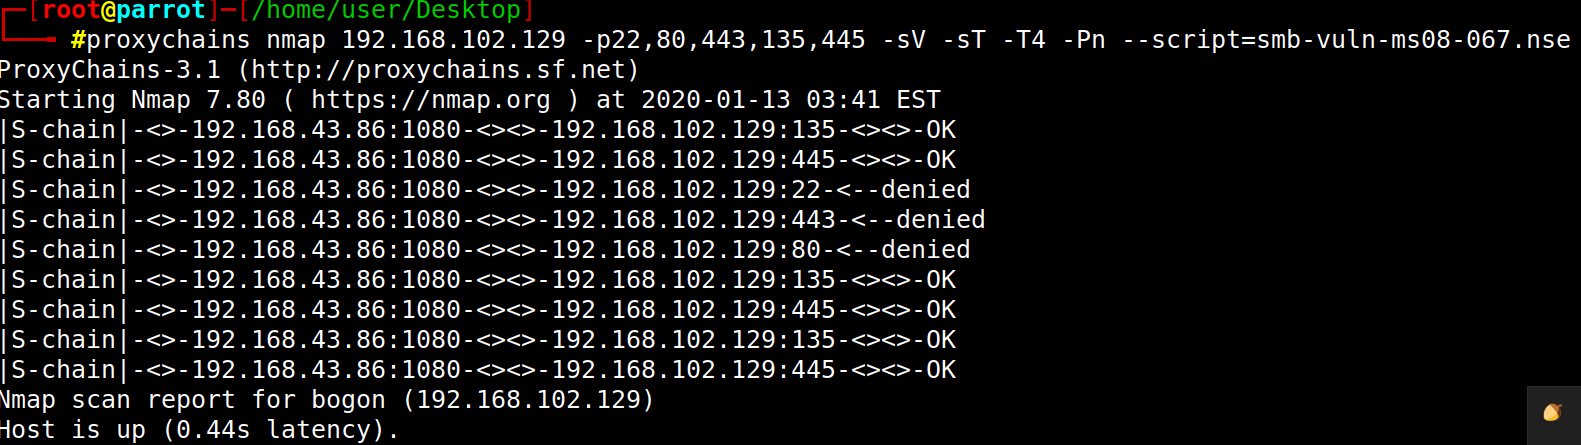 ┌─[root@parrot]─[/home/user/Desktop]
└──╼ #proxychains nmap 192.168.102.129 -p22,80,443,135,445 -sV -sT -T4 -Pn --script=smb-vuln-ms08-067.nse
ProxyChains-3.1 (http://proxychains.sf.net)
Starting Nmap 7.80 ( https://nmap.org ) at 2020-01-13 03:41 EST
|S-chain|-<>-192.168.43.86:1080-<><>-192.168.102.129:135-<><>-OK
|S-chain|-<>-192.168.43.86:1080-<><>-192.168.102.129:445-<><>-OK
|S-chain|-<>-192.168.43.86:1080-<><>-192.168.102.129:22-<--denied
|S-chain|-<>-192.168.43.86:1080-<><>-192.168.102.129:443-<--denied
|S-chain|-<>-192.168.43.86:1080-<><>-192.168.102.129:80-<--denied
|S-chain|-<>-192.168.43.86:1080-<><>-192.168.102.129:135-<><>-OK
|S-chain|-<>-192.168.43.86:1080-<><>-192.168.102.129:445-<><>-OK
|S-chain|-<>-192.168.43.86:1080-<><>-192.168.102.129:135-<><>-OK
|S-chain|-<>-192.168.43.86:1080-<><>-192.168.102.129:445-<><>-OK
Nmap scan report for bogon (192.168.102.129)
Host is up (0.44s latency).